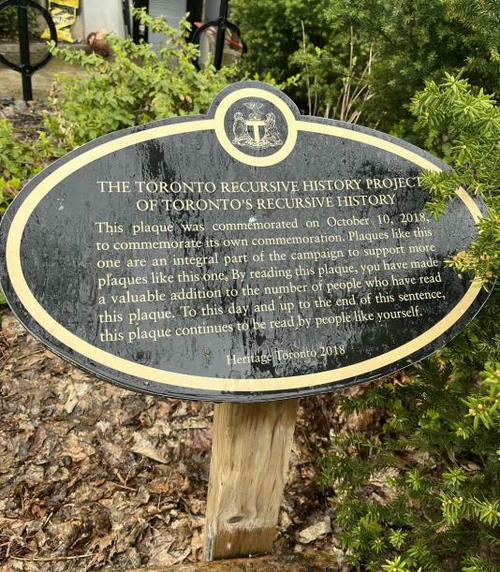 THE TORONTO RECURSIVE HISTORY PROJECT
OF TORONTO'S RECURSIVE HISTORY
This plaque was commemorated on October 10, 2018,
to commemorate its own commemoration. Plaques like this
one are an integral part of the campaign to support more
plaques like this one. By reading this plaque, you have made
a valuable addition to the number of people who have read
this plaque. To this day and up to the end of this sentence,
this plaque continues to be read by people like yourself.
Heritage Toronto 2018